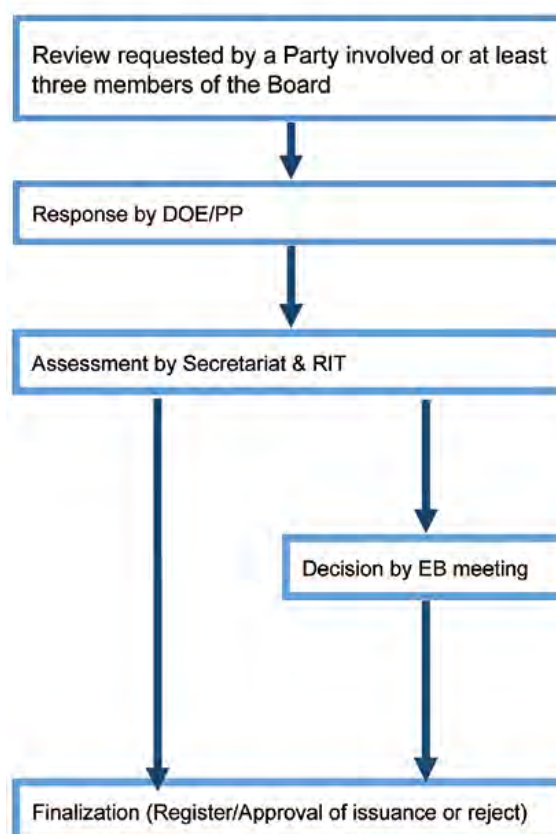 Review requested by a Party involved or at least
three members of the Board
Response by DOE/PP
Assessment by Secretariat & RIT
Decision by EB meeting
Finalization (Register/Approval of issuance or reject)